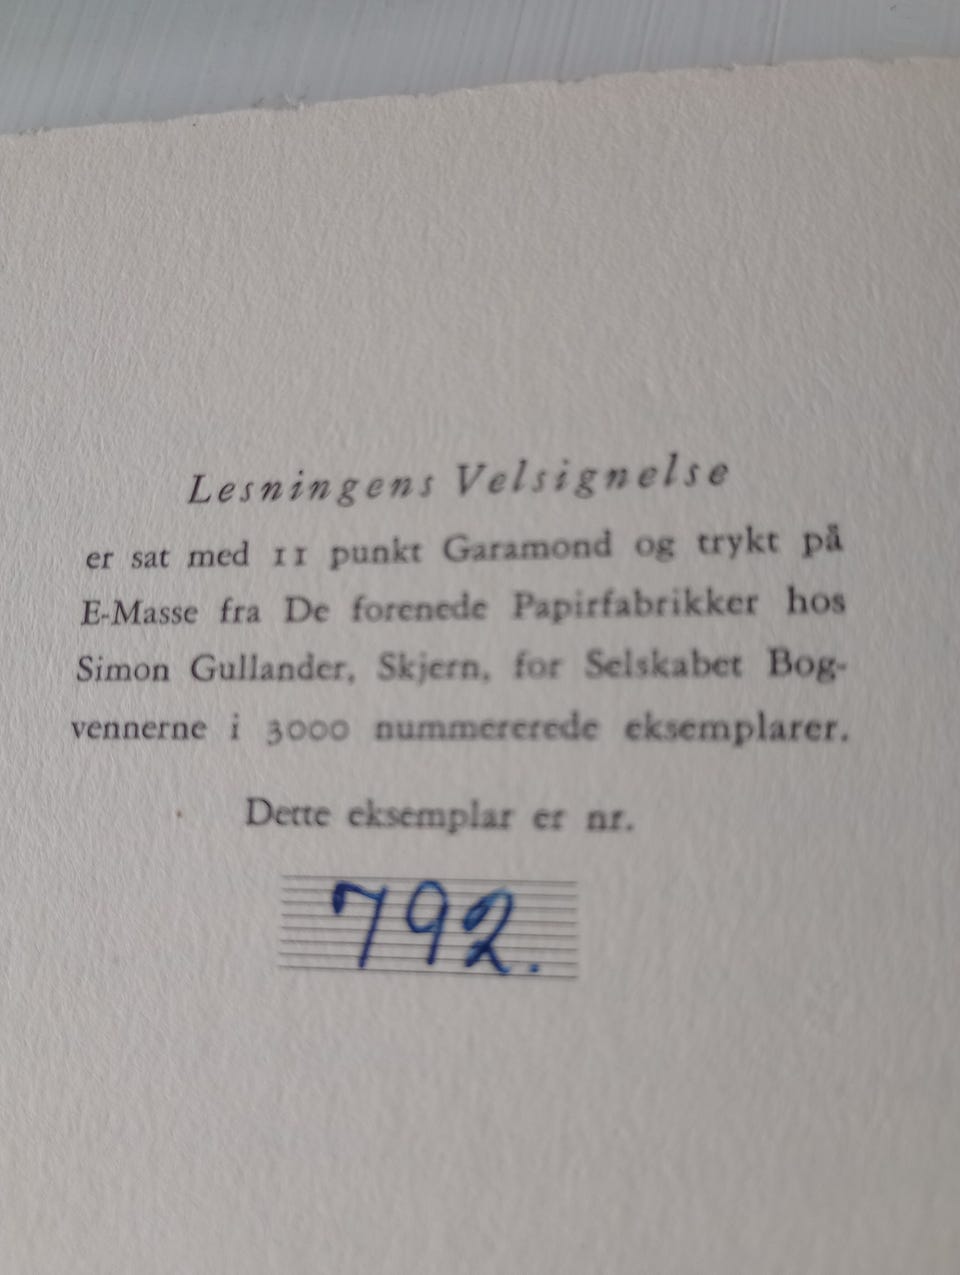 Lesningens Velsignelse
er sat med 11 punkt Garamond og trykt på
E-Masse fra De forenede Papirfabrikker hos
Simon Gullander, Skjern, for Selskabet Bog-
vennerne i 3000 nummererede eksemplarer.
Dette eksemplar er nr.
792.